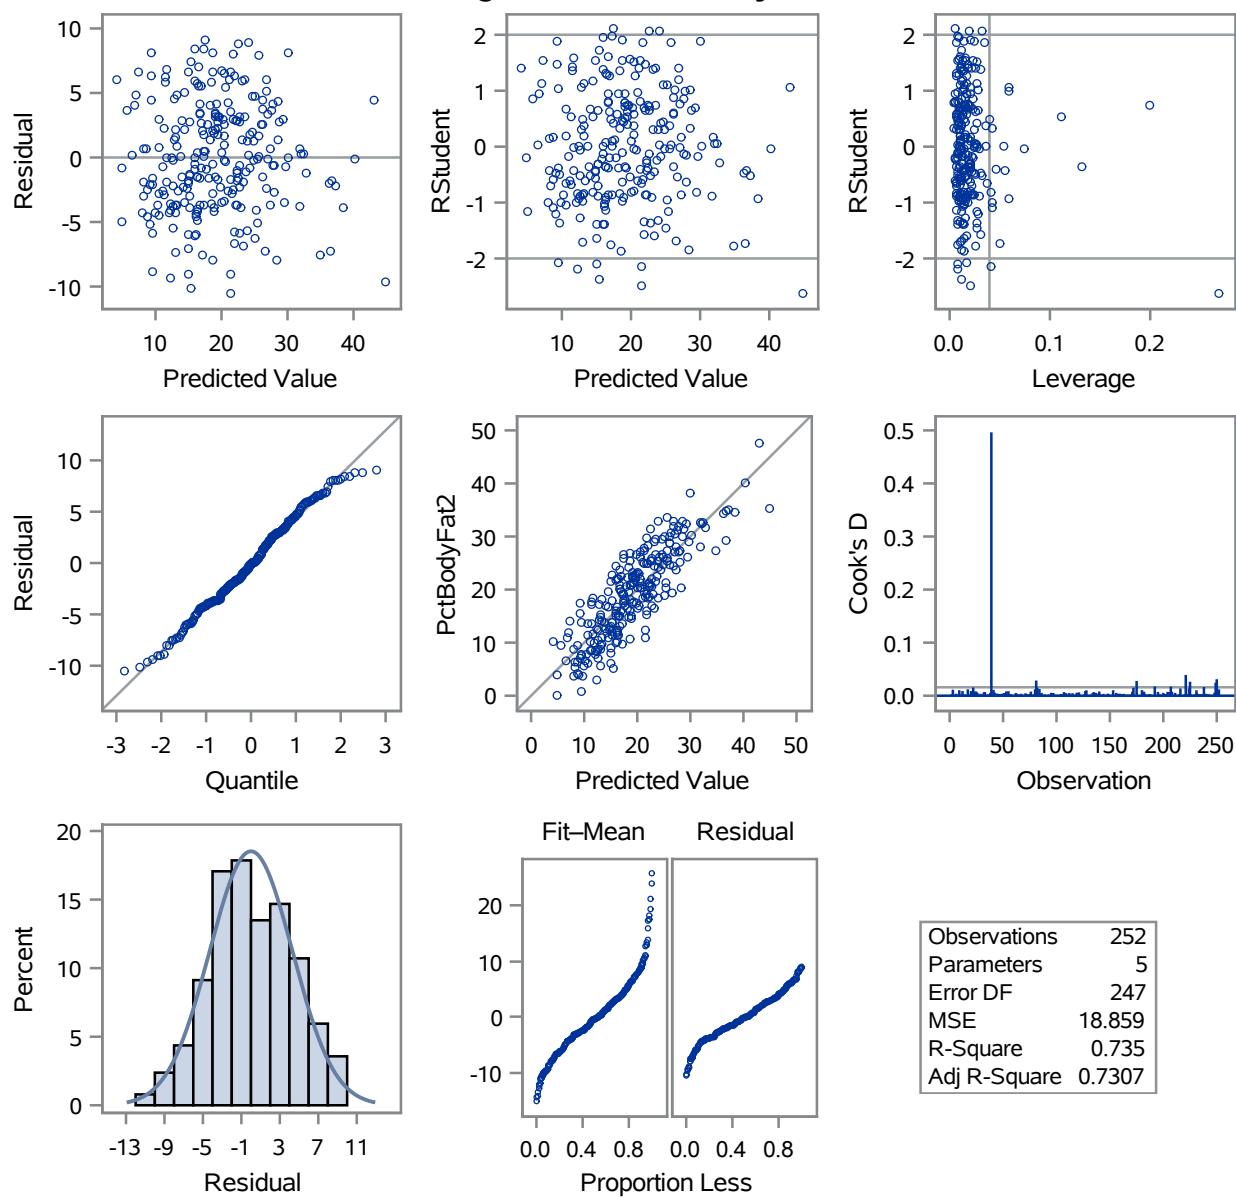 10
5
0
-5
-10
Residual
10 20 30 40
Predicted Value
2
1
0
-1
-2
RStudent
10 20 30 40
Predicted Value
2
1
0
-1
-2
RStudent
0.0 0.1 0.2
Leverage
10
5
0
-5
-10
Residual
-3 -2 -1 0 1 2 3
Quantile
50
40
30
20
10
0
PctBodyFat2
0 10 20 30 40 50
Predicted Value
0.5
0.4
0.3
0.2
0.1
0.0
Cook's D
0 50 100 150 200 250
Observation
20
15
10
5
0
Percent
-13 -9 -5 -1 3 7 11
Residual
Fit–Mean Residual
20
10
0
-10
0.0 0.4 0.8 0.0 0.4 0.8
Proportion Less
Observations 252
Parameters 5
Error DF 247
MSE 18.859
R-Square 0.735
Adj R-Square 0.7307